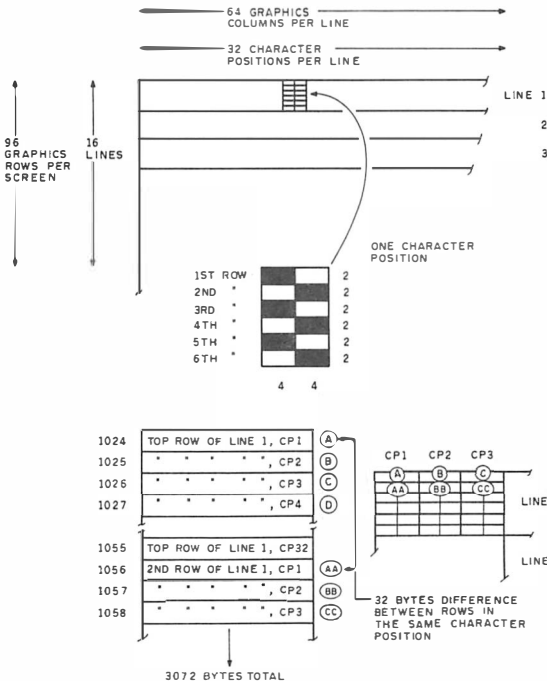 64 GRAPHICS
COLUMNS PER LINE
32 CHARACTER
POSITIONS PER LINE
LINE 1
2
3
96
GRAPHICS
ROWS PER
SCREEN
16
LINES
ONE CHARACTER
POSITION
1ST ROW 2
2ND " 2
3RD " 2
4TH " 2
5TH " 2
6TH " 2
4 4
1024 TOP ROW OF LINE 1, CP1 A
1025 " " " " ", CP2 B
1026 " " " " ", CP3 C
1027 " " " " ", CP4 D
1055 TOP ROW OF LINE 1, CP32
1056 2ND ROW OF LINE 1, CP1 AA
1057 " " " " ", CP2 BB
1058 " " " " ", CP3 CC
3072 BYTES TOTAL
CP1 CP2 CP3
A B C
AA BB CC
LINE
LINE
32 BYTES DIFFERENCE
BETWEEN ROWS IN
THE SAME CHARACTER
POSITION